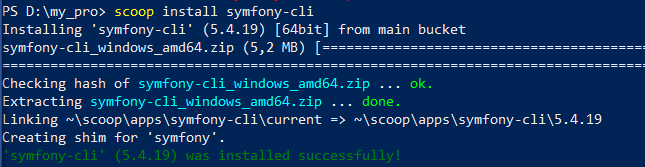 PS D:\my_pro> scoop install symfony-cli
Installing 'symfony-cli' (5.4.19) [64bit] from main bucket
symfony-cli_windows_amd64.zip (5,2 MB) [=========================================
================================================================================
Checking hash of symfony-cli_windows_amd64.zip ... ok.
Extracting symfony-cli_windows_amd64.zip ... done.
Linking ~\scoop\apps\symfony-cli\current => ~\scoop\apps\symfony-cli\5.4.19
Creating shim for 'symfony'.
'symfony-cli' (5.4.19) was installed successfully!